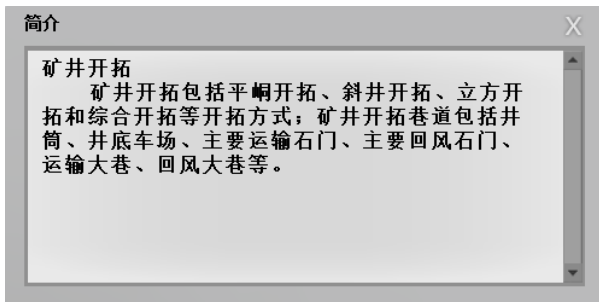 简介
X
矿井开拓
矿井开拓包括平峒开拓、斜井开拓、立方开
拓和综合开拓等开拓方式；矿井开拓巷道包括井
筒、井底车场、主要运输石门、主要回风石门、
运输大巷、回风大巷等。